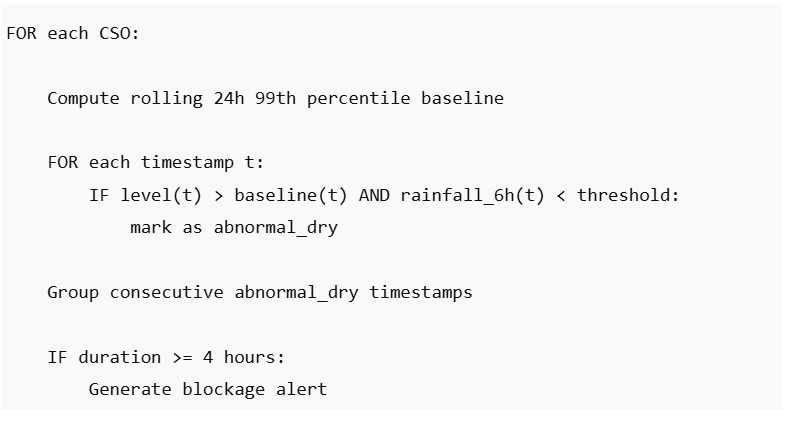 FOR each CSO:
Compute rolling 24h 99th percentile baseline
FOR each timestamp t:
IF level(t) > baseline(t) AND rainfall_6h(t) < threshold:
mark as abnormal_dry
Group consecutive abnormal_dry timestamps
IF duration >= 4 hours:
Generate blockage alert